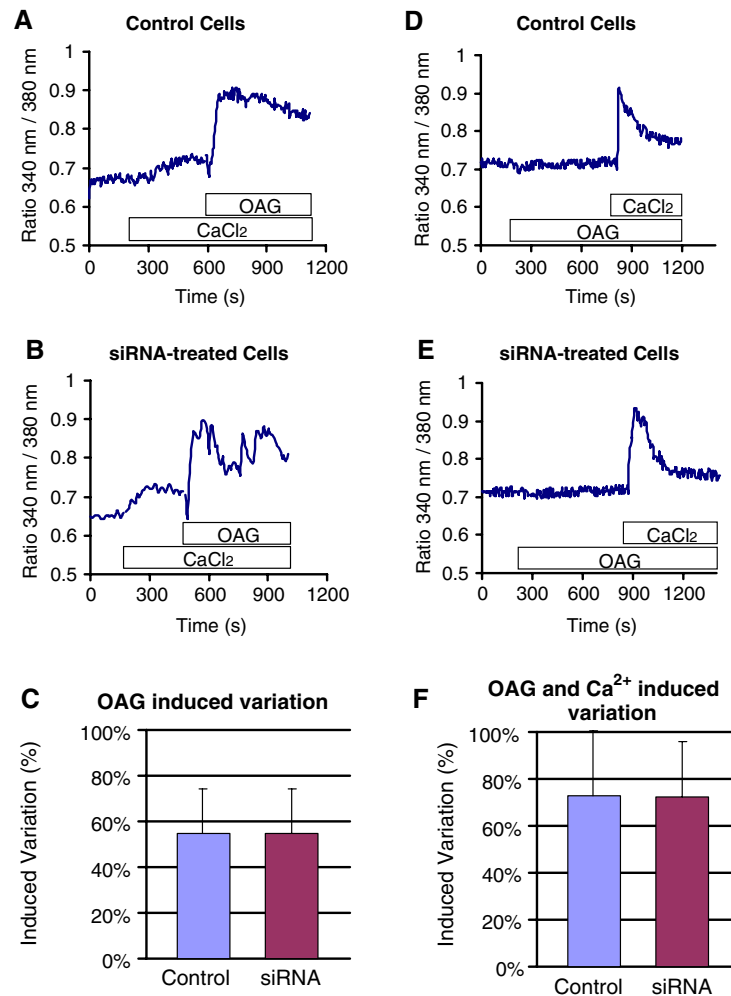 A
Control Cells
Ratio 340 nm / 380 nm
1
0.9
0.8
0.7
0.6
0.5
OAG
CaCl2
0 300 600 900 1200
Time (s)
D
Control Cells
Ratio 340 nm / 380 nm
1
0.9
0.8
0.7
0.6
0.5
CaCl2
OAG
0 300 600 900 1200
Time (s)
B
siRNA-treated Cells
Ratio 340 nm / 380 nm
1
0.9
0.8
0.7
0.6
0.5
OAG
CaCl2
0 300 600 900 1200
Time (s)
E
siRNA-treated Cells
Ratio 340 nm / 380 nm
1
0.9
0.8
0.7
0.6
0.5
CaCl2
OAG
0 300 600 900 1200
Time (s)
C
OAG induced variation
Induced Variation (%)
100%
80%
60%
40%
20%
0%
Control siRNA
F
OAG and Ca2+ induced
variation
Induced Variation (%)
100%
80%
60%
40%
20%
0%
Control siRNA